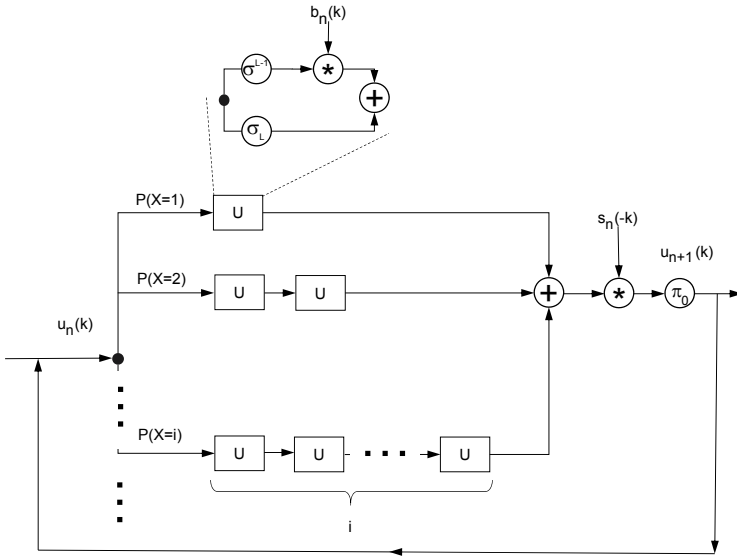 b_n(k)
σ^{L-1}
*
+
σ_L
P(X=1)
U
s_n(-k)
u_{n+1}(k)
P(X=2)
U U
+ * π_0
u_n(k)
P(X=i)
U U U
i